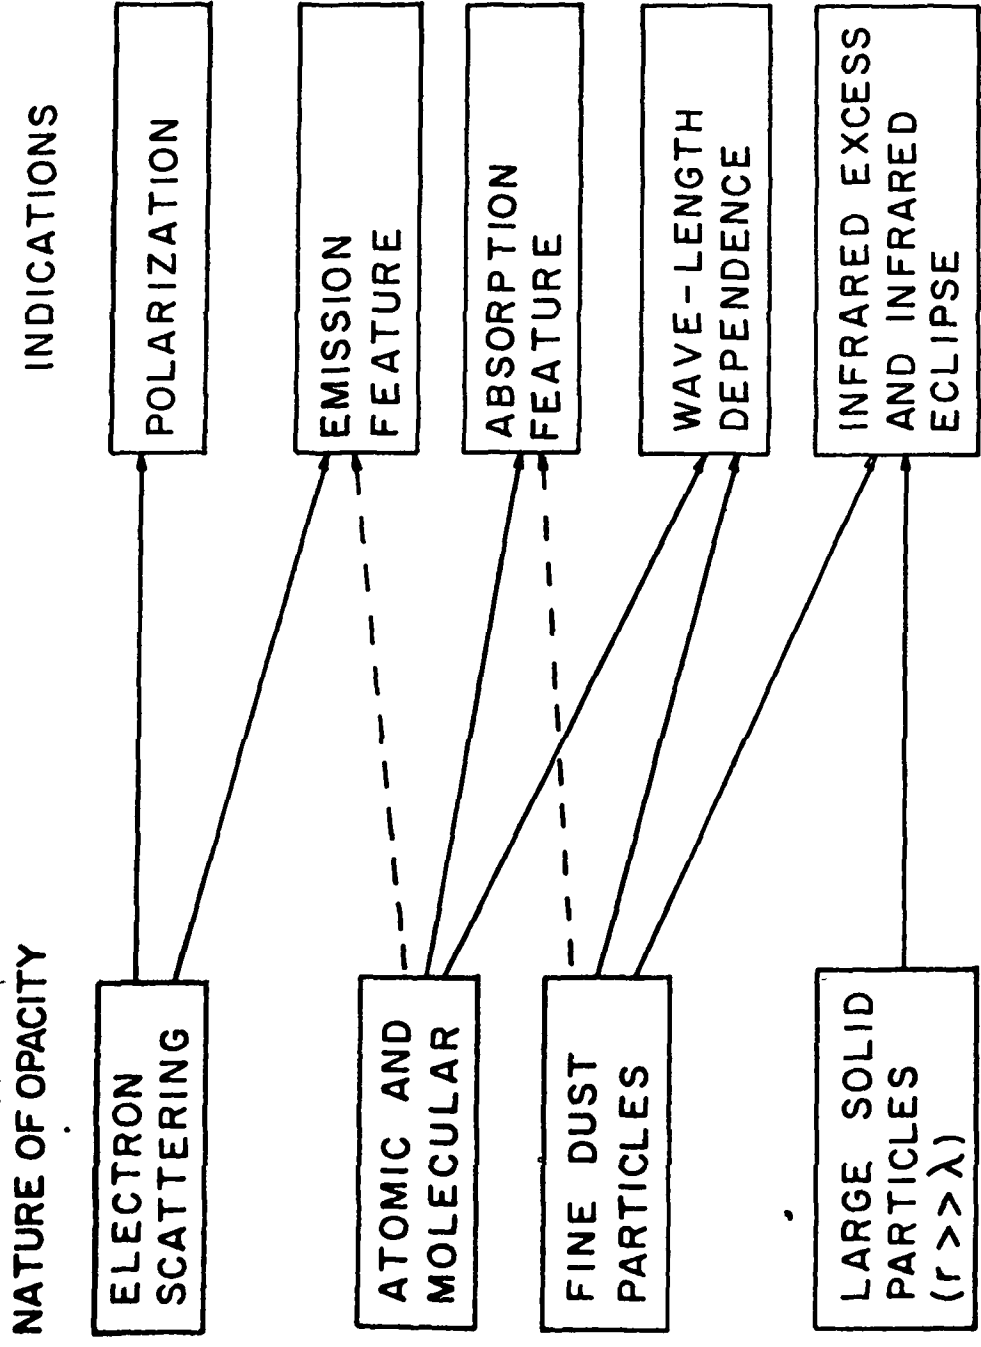 NATURE OF OPACITY
INDICATIONS
ELECTRON
SCATTERING
ATOMIC AND
MOLECULAR
FINE DUST
PARTICLES
LARGE SOLID
PARTICLES
(r >> λ)
POLARIZATION
EMISSION
FEATURE
ABSORPTION
FEATURE
WAVE-LENGTH
DEPENDENCE
INFRARED EXCESS
AND INFRARED
ECLIPSE